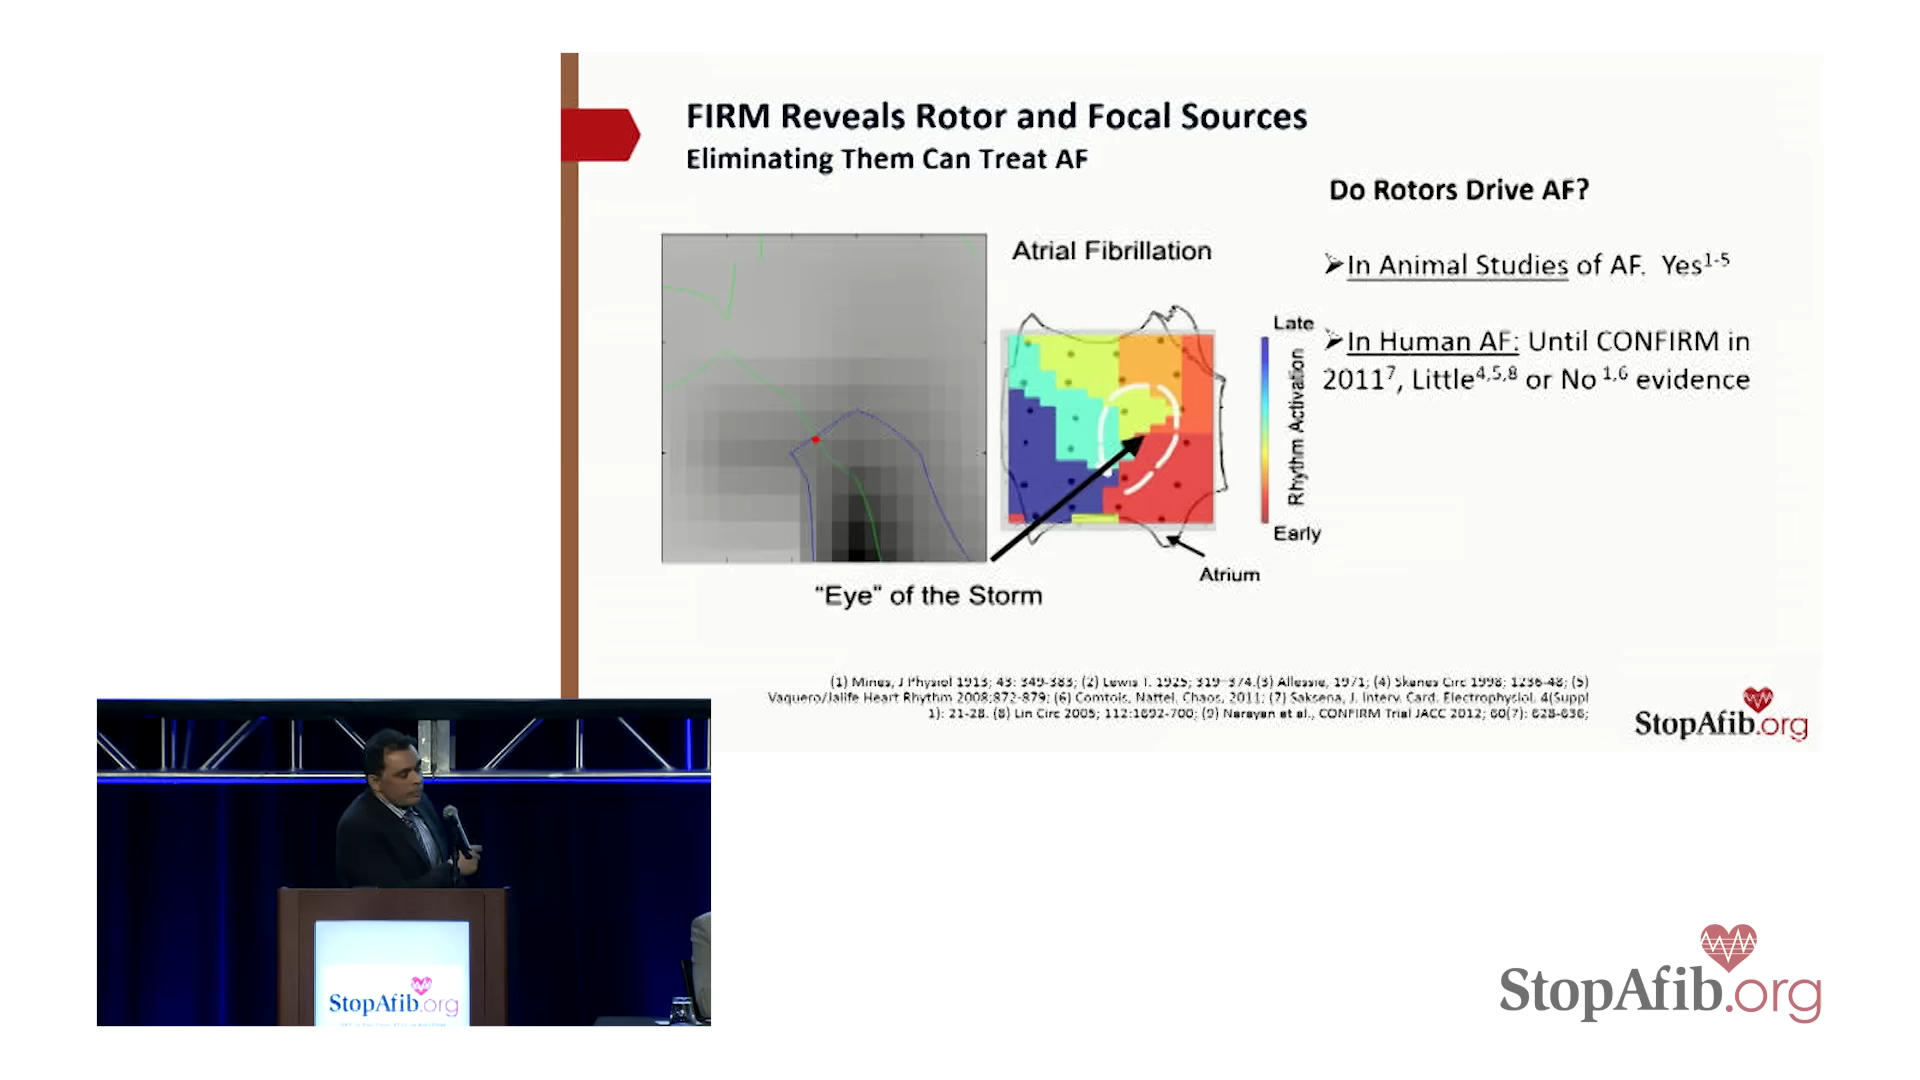 FIRM Reveals Rotor and Focal Sources
Eliminating Them Can Treat AF
Do Rotors Drive AF?
➢In Animal Studies of AF. Yes1-5
➢In Human AF: Until CONFIRM in
20117, Little4,5,8 or No 1,6 evidence
Atrial Fibrillation
Late
Rhythm Activation
Early
Atrium
"Eye" of the Storm
(1) Mines, J Physiol 1913; 43: 349-383; (2) Lewis T. 1925; 319-374.(3) Allessie, 1971; (4) Skanes Circ 1998; 1236-48; (5)
Vaquero/Jalife Heart Rhythm 2008;872-879; (6) Comtois, Nattel, Chaos, 2011; (7) Saksena, J. Interv. Card. Electrophysiol. 4(Suppl
1): 21-28. (8) Lin Circ 2005; 112:1092-700; (9) Narayan et al., CONFIRM Trial JACC 2012; 60(7): 628-636;
StopAfib.org
StopAfib.org
StopAfib.org